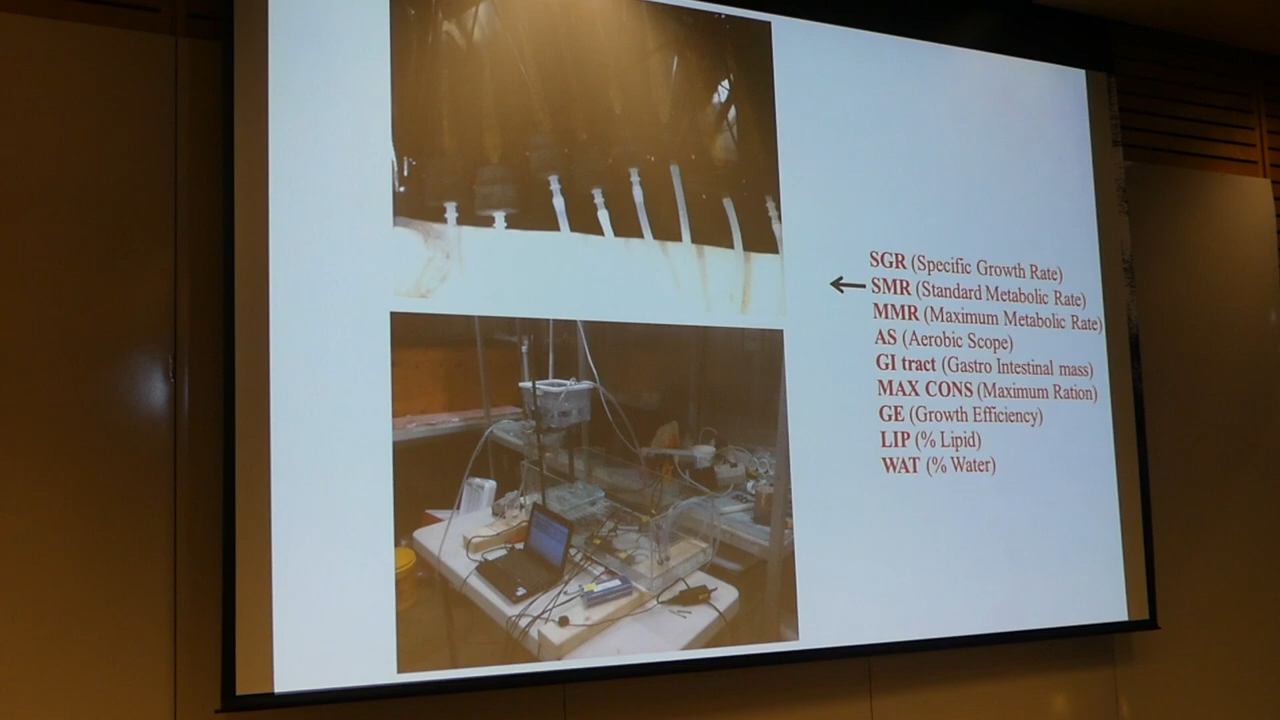 SGR (Specific Growth Rate)
SMR (Standard Metabolic Rate)
MMR (Maximum Metabolic Rate)
AS (Aerobic Scope)
GI tract (Gastro Intestinal mass)
MAX CONS (Maximum Ration)
GE (Growth Efficiency)
LIP (% Lipid)
WAT (% Water)